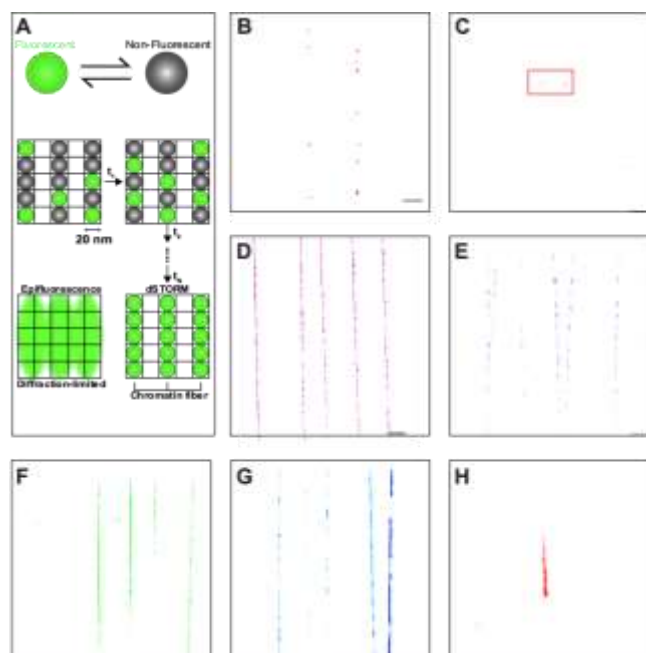 A
Fluorescent
Non-Fluorescent
20 nm
Epifluorescence
dSTORM
Diffraction-limited
Chromatin fiber
B
C
D
E
F
G
H